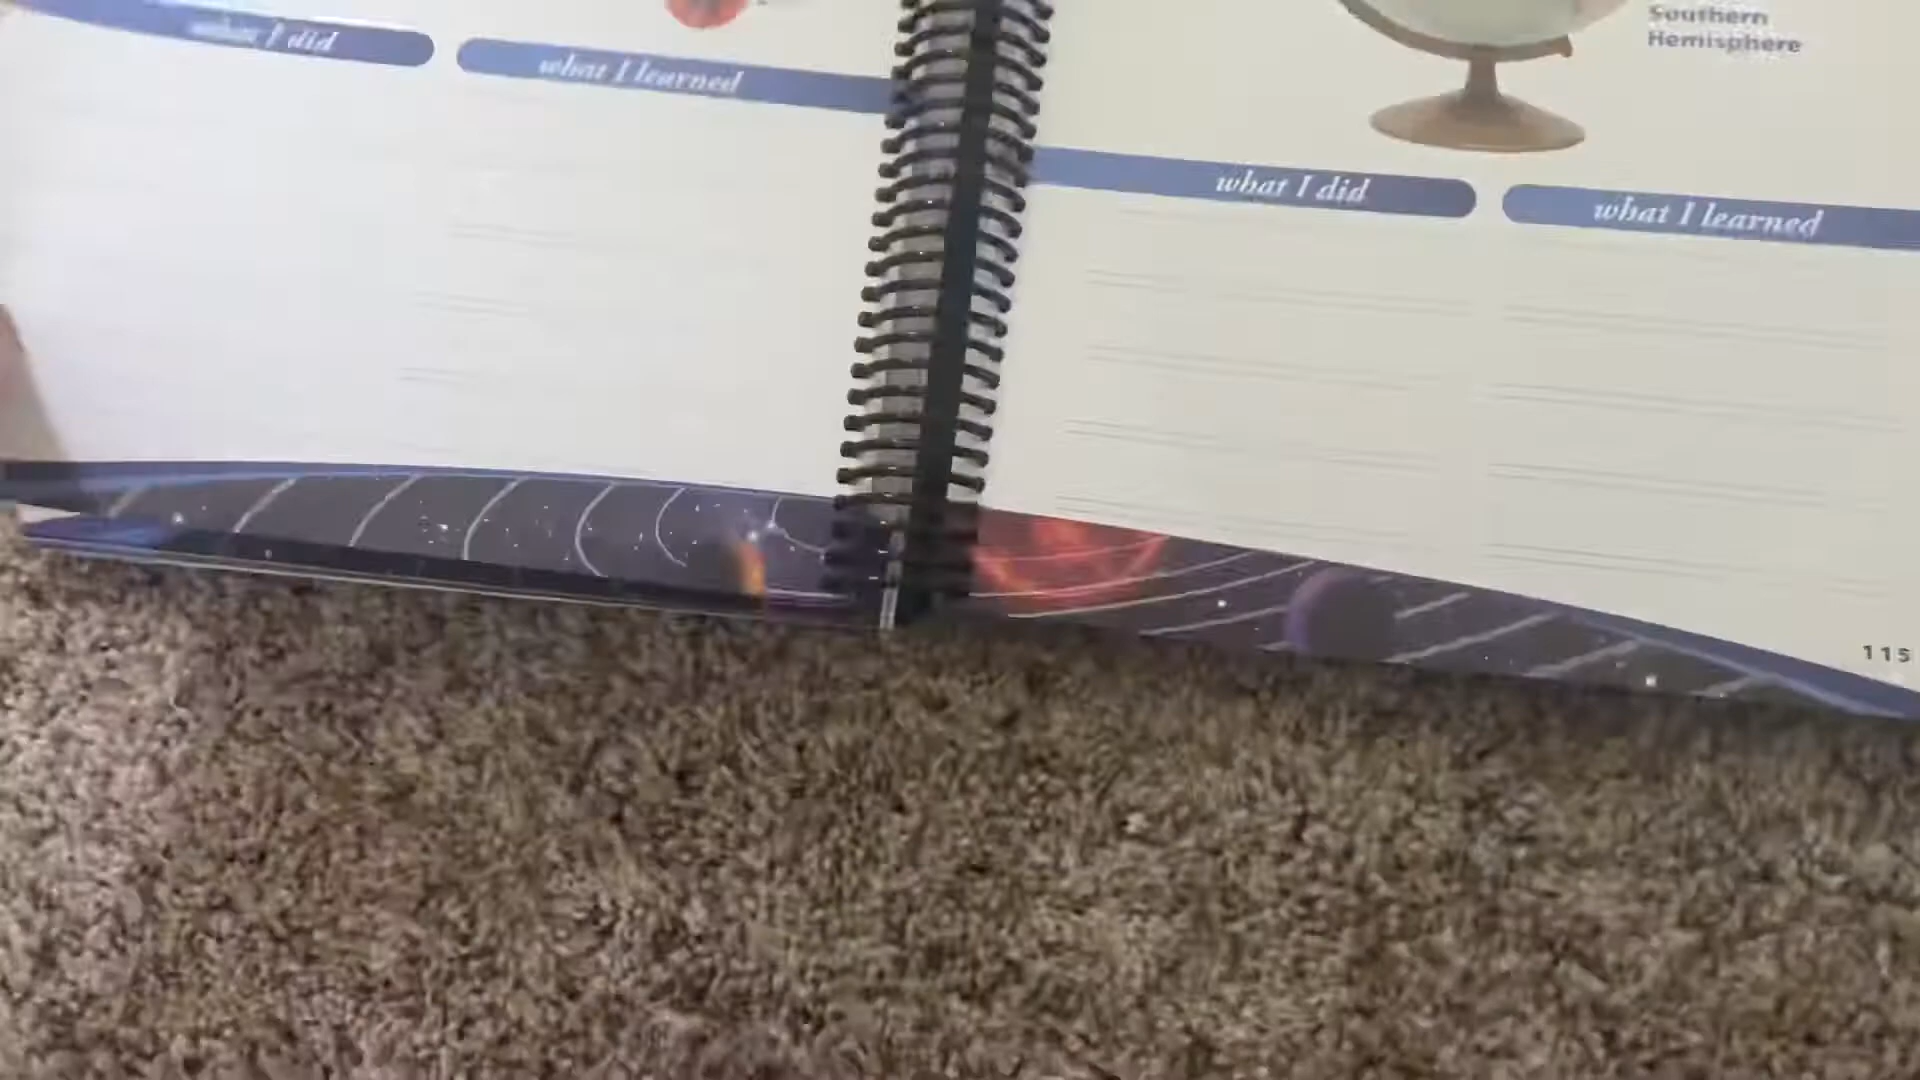 what I did
what I learned
Southern
Hemisphere
what I did
what I learned
115